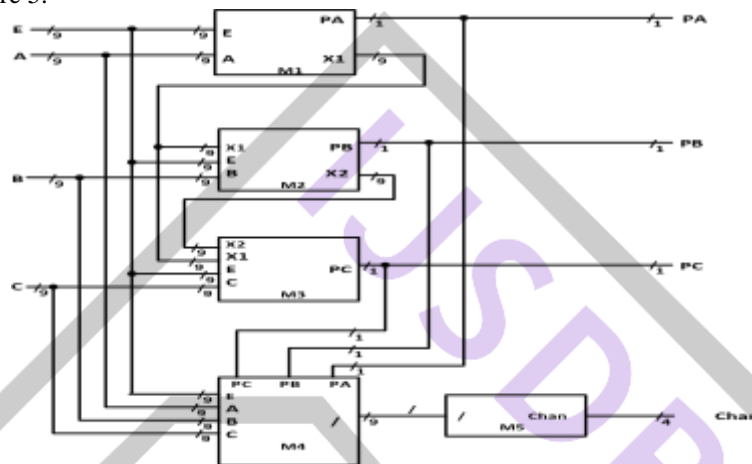 E 9 9 E PA 1 1 PA
A 9 9 A X1 9
M1
9 X1 PB 1 1 PB
9 E
B 9 9 B X2 9
M2
9 X2
9 X1
9 E PC 1 1 PC
C 9 9 C
M3
1
1
1
PC PB PA
9 E
9 A
9 B 9 Chan 4 Char
9 C M5
M4
IJSDR